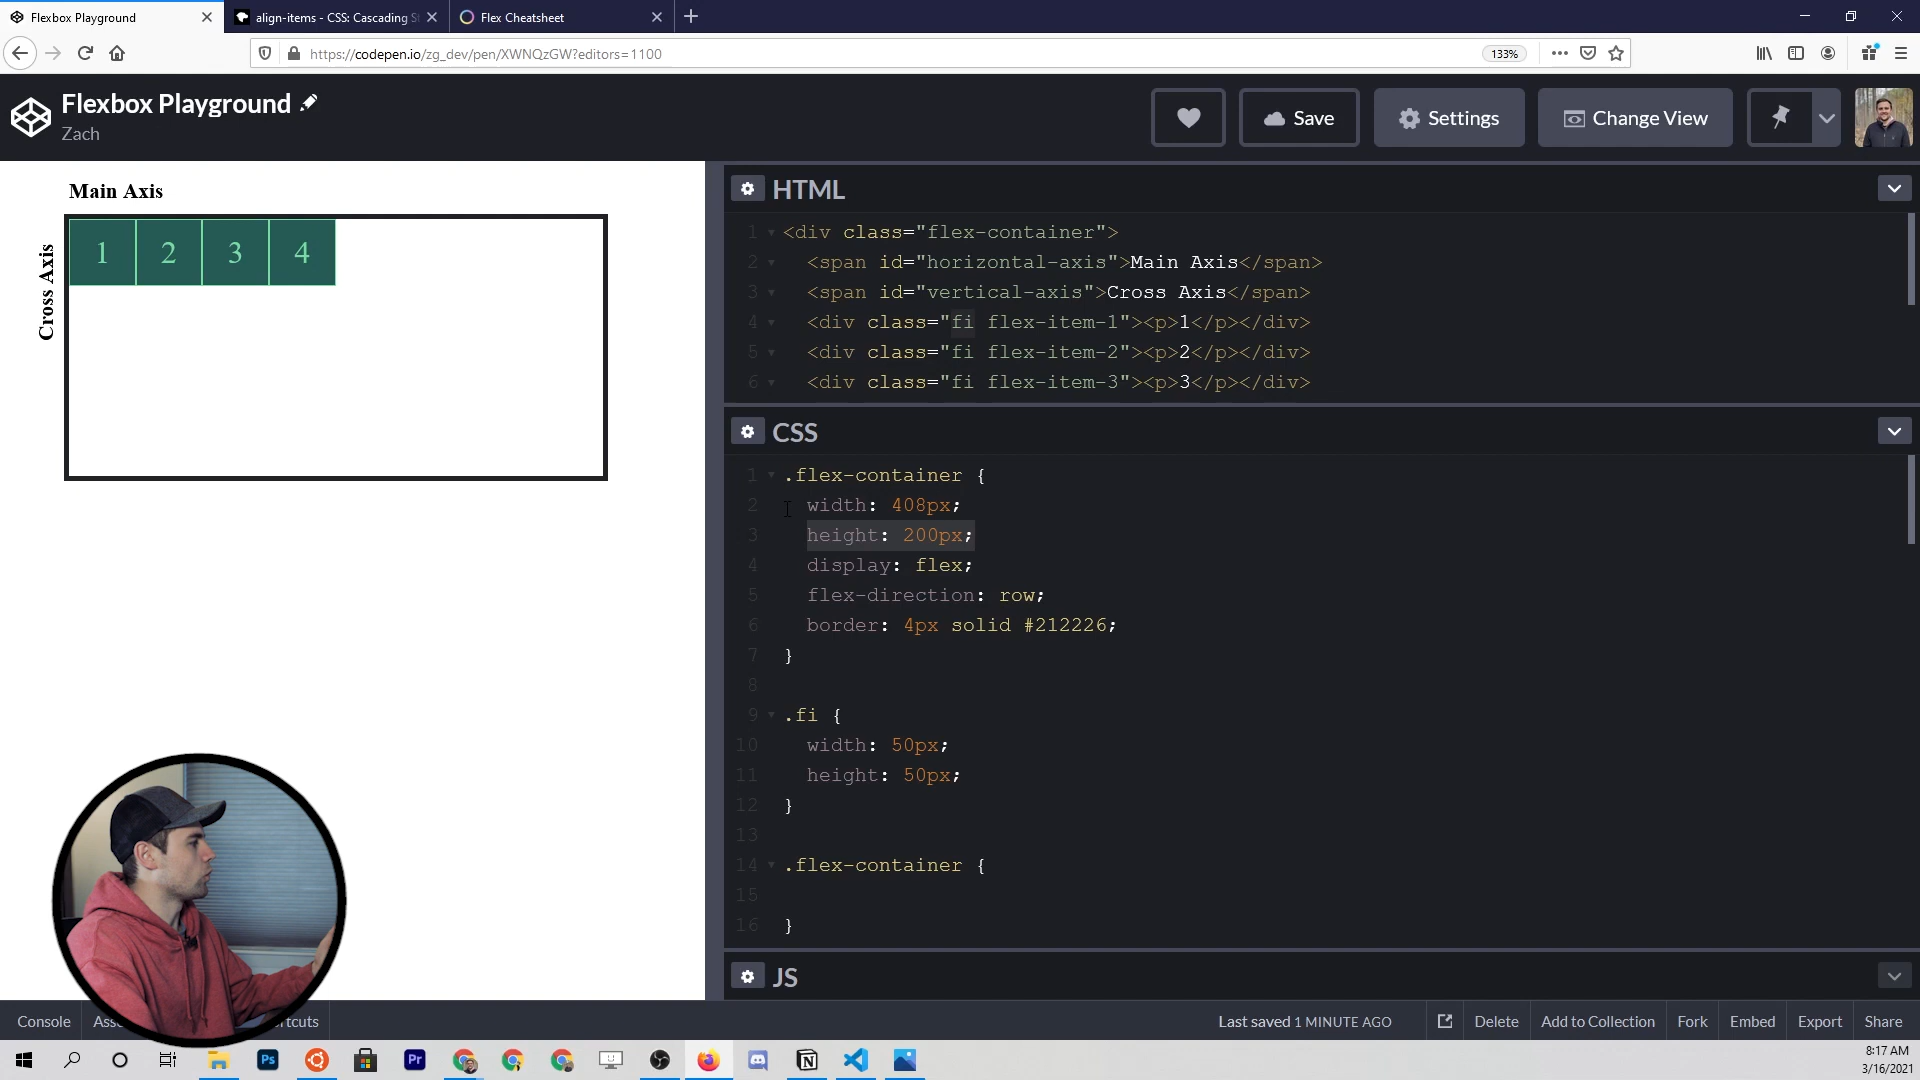 Flexbox Playground
align-items - CSS: Cascading S
Flex Cheatsheet
https://codepen.io/zg_dev/pen/XWNQzGW?editors=1100
133%
Flexbox Playground
Zach
Save
Settings
Change View
Main Axis
Cross Axis
1 2 3 4
HTML
1 <div class="flex-container">
2 <span id="horizontal-axis">Main Axis</span>
3 <span id="vertical-axis">Cross Axis</span>
4 <div class="fi flex-item-1"><p>1</p></div>
5 <div class="fi flex-item-2"><p>2</p></div>
6 <div class="fi flex-item-3"><p>3</p></div>
CSS
1 .flex-container {
2 width: 408px;
3 height: 200px;
4 display: flex;
5 flex-direction: row;
6 border: 4px solid #212226;
7 }
8
9 .fi {
10 width: 50px;
11 height: 50px;
12 }
13
14 .flex-container {
15
16 }
JS
Console
Last saved 1 MINUTE AGO
Delete
Add to Collection
Fork
Embed
Export
Share
Ps
Pr
8:17 AM
3/16/2021